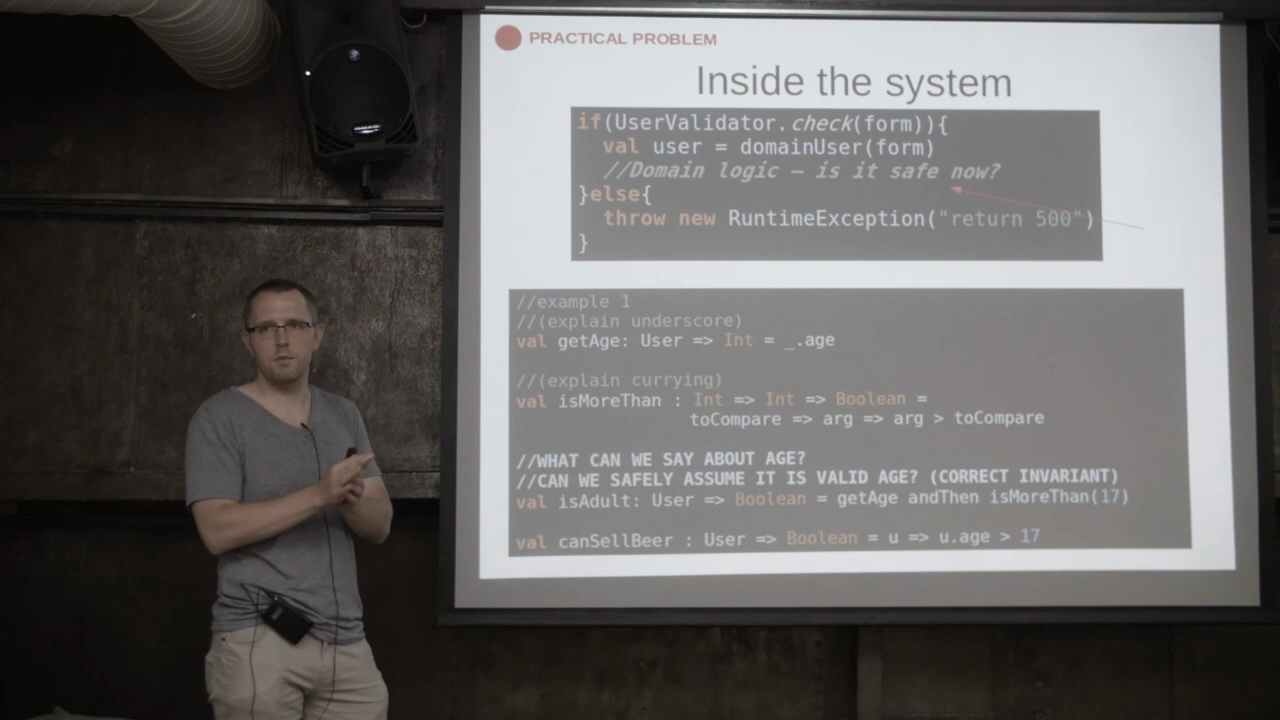 PRACTICAL PROBLEM
Inside the system
if(UserValidator.check(form)){
val user = domainUser(form)
//Domain logic – is it safe now?
}else{
throw new RuntimeException("return 500")
}
//example 1
//(explain underscore)
val getAge: User => Int = _.age
//(explain currying)
val isMoreThan : Int => Int => Boolean =
toCompare => arg => arg > toCompare
//WHAT CAN WE SAY ABOUT AGE?
//CAN WE SAFELY ASSUME IT IS VALID AGE? (CORRECT INVARIANT)
val isAdult: User => Boolean = getAge andThen isMoreThan(17)
val canSellBeer : User => Boolean = u => u.age > 17